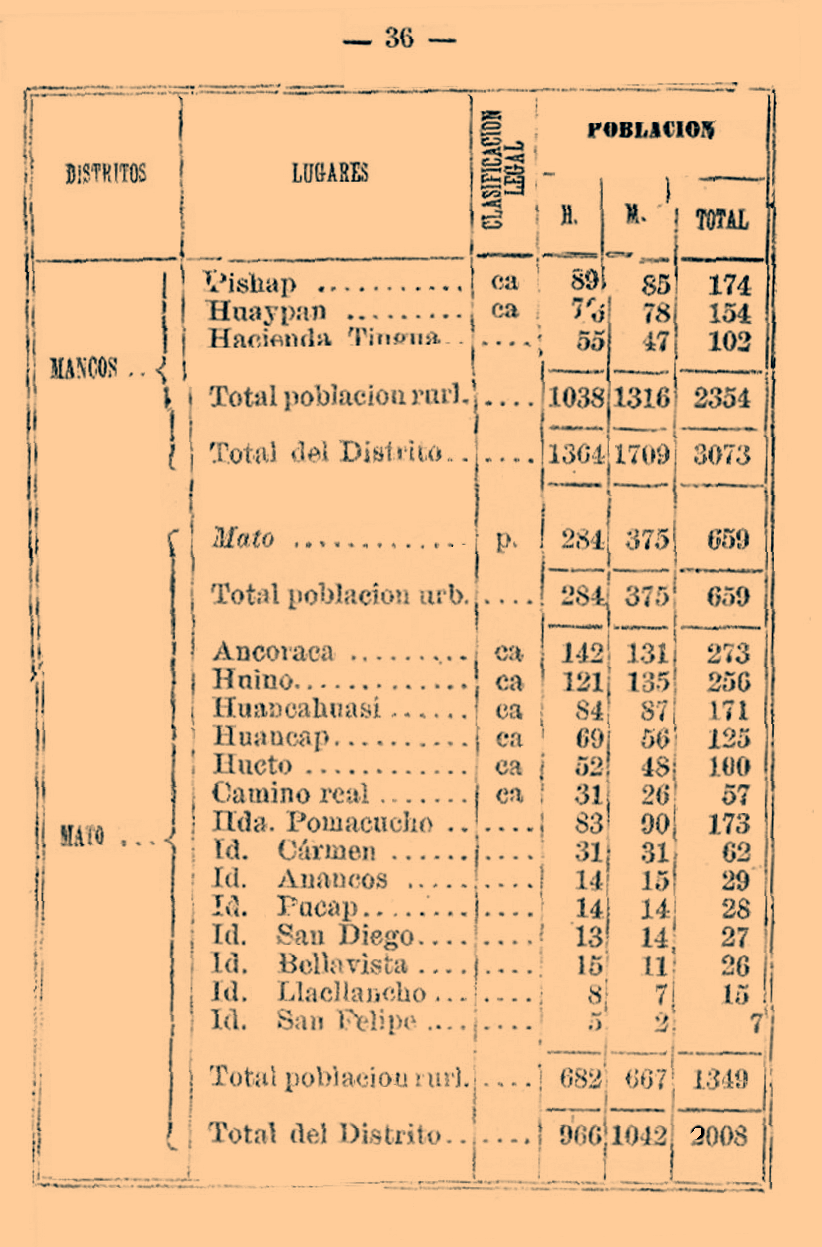 — 36 —
DISTRITOS LUGARES CLASIFICACION LEGAL POBLACION
H. M. TOTAL
Pishap ........... ca 89 85 174
Huaypan ......... ca 76 78 154
Hacienda Tingua.. .... 55 47 102
MANCOS ..
Total poblacion rurl. .... 1038 1316 2354
Total del Distrito.. .... 1364 1709 3073
Mato ............. p. 284 375 659
Total poblacion urb. .... 284 375 659
Ancoraca ......... ca 142 131 273
Huino............. ca 121 135 256
Huancahuasi ...... ca 84 87 171
Huancap.......... ca 69 56 125
Hueto ............ ca 52 48 100
Camino real ....... ca 31 26 57
Hda. Pomacucho .. .... 83 90 173
MATO ...
Id. Cármen ...... .... 31 31 62
Id. Anancos ..... .... 14 15 29
Id. Pucap........ .... 14 14 28
Id. San Diego.... .... 13 14 27
Id. Bellavista .... .... 15 11 26
Id. Llacllancho ... .... 8 7 15
Id. San Felipe .... .... 5 2 7
Total poblacion rurl. .... 682 667 1349
Total del Distrito.. .... 966 1042 2008